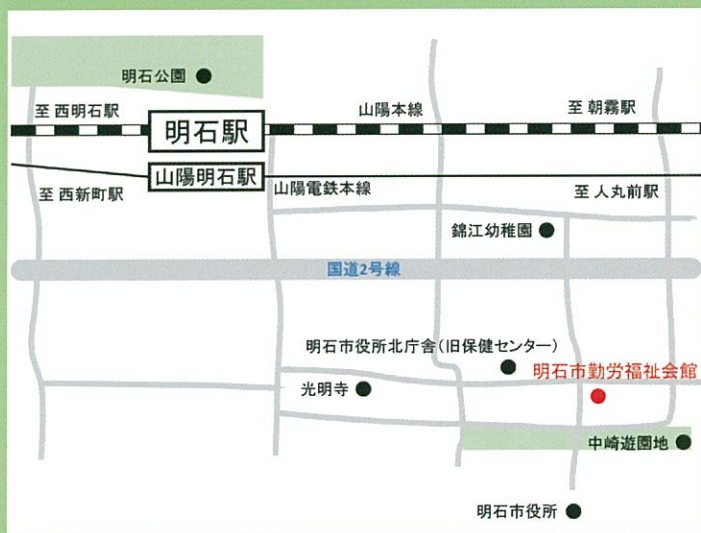 明石公園
至 西明石駅
山陽本線
至 朝霧駅
明石駅
山陽明石駅
至 西新町駅
山陽電鉄本線
至 人丸前駅
錦江幼稚園
国道2号線
明石市役所北庁舎(旧保健センター)
明石市勤労福祉会館
光明寺
中崎遊園地
明石市役所